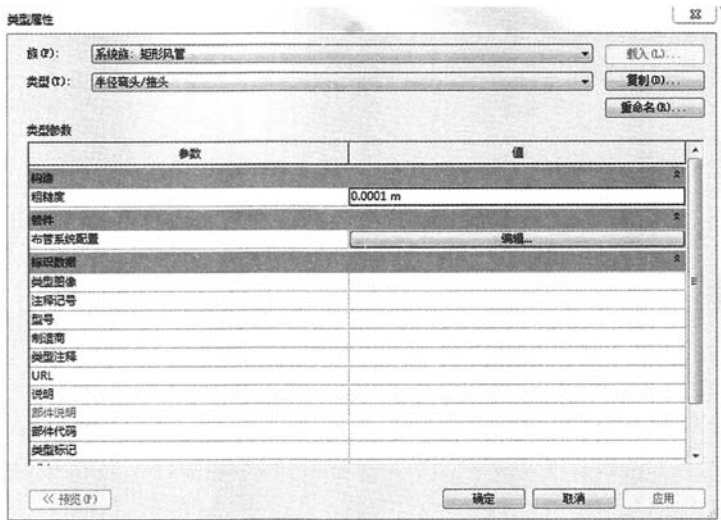 类型属性
族(F): 系统族: 矩形风管 载入(L)...
类型(T): 半径弯头/接头 复制(D)...
重命名(R)...
类型参数
参数 值
构造
粗糙度 0.0001 m
管件
布管系统配置 编辑...
标识数据
类型图像
注释记号
型号
制造商
类型注释
URL
说明
部件说明
部件代码
类型标记
<< 预览(P) 确定 取消 应用